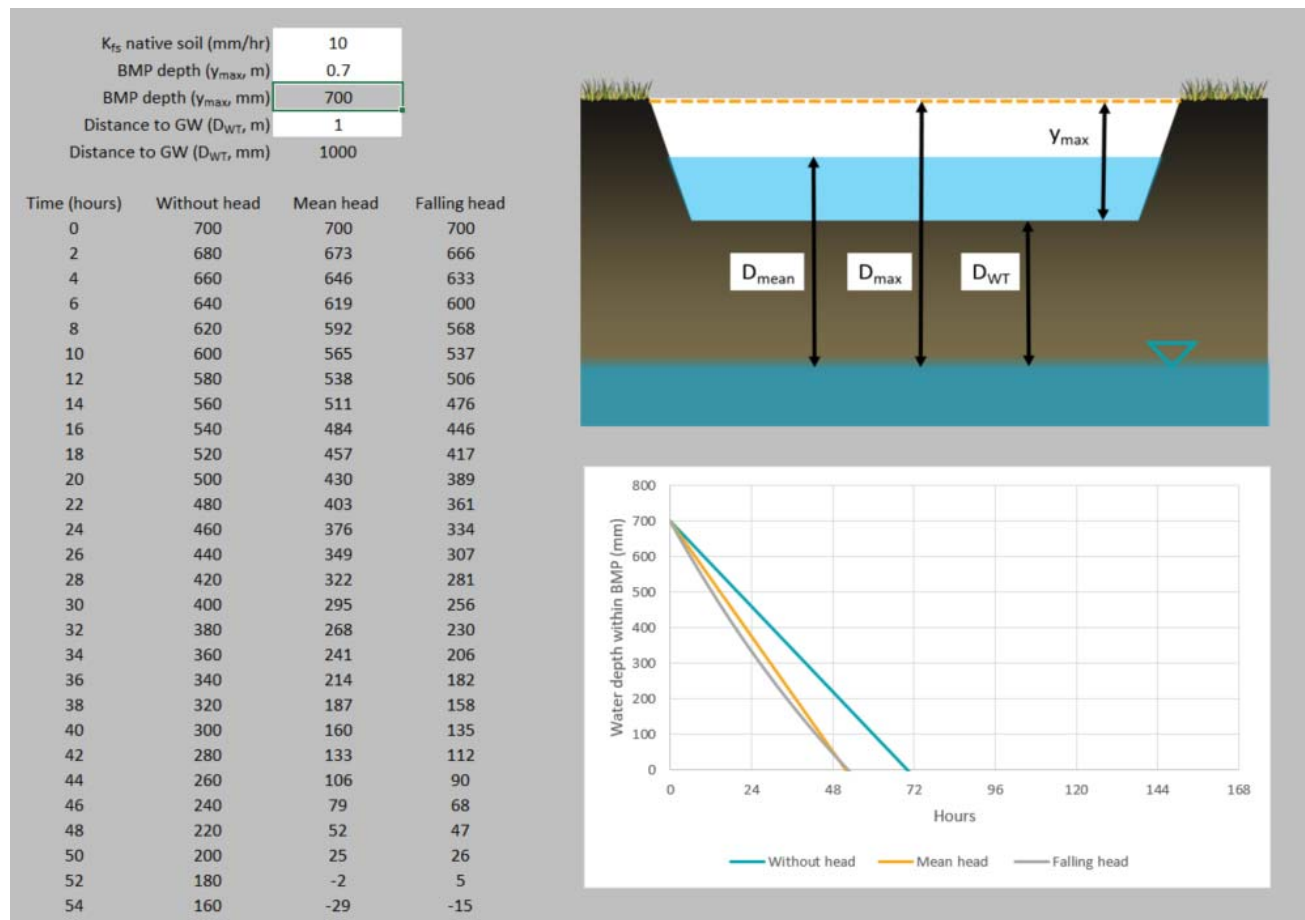 Kfs native soil (mm/hr) 10
BMP depth (ymax, m) 0.7
BMP depth (ymax, mm) 700
Distance to GW (DWT, m) 1
Distance to GW (DWT, mm) 1000
Time (hours) Without head Mean head Falling head
0 700 700 700
2 680 673 666
4 660 646 633
6 640 619 600
8 620 592 568
10 600 565 537
12 580 538 506
14 560 511 476
16 540 484 446
18 520 457 417
20 500 430 389
22 480 403 361
24 460 376 334
26 440 349 307
28 420 322 281
30 400 295 256
32 380 268 230
34 360 241 206
36 340 214 182
38 320 187 158
40 300 160 135
42 280 133 112
44 260 106 90
46 240 79 68
48 220 52 47
50 200 25 26
52 180 -2 5
54 160 -29 -15
ymax
Dmean Dmax DWT
Water depth within BMP (mm)
800
700
600
500
400
300
200
100
0
0 24 48 72 96 120 144 168
Hours
Without head Mean head Falling head